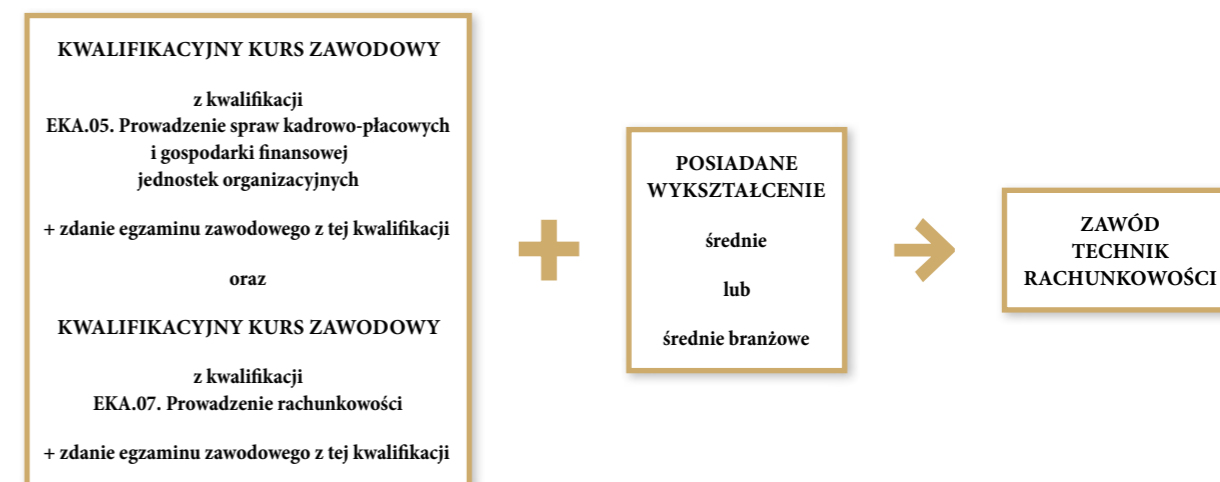 KWALIFIKACYJNY KURS ZAWODOWY
z kwalifikacji
EKA.05. Prowadzenie spraw kadrowo-płacowych
i gospodarki finansowej
jednostek organizacyjnych
+ zdanie egzaminu zawodowego z tej kwalifikacji
oraz
KWALIFIKACYJNY KURS ZAWODOWY
z kwalifikacji
EKA.07. Prowadzenie rachunkowości
+ zdanie egzaminu zawodowego z tej kwalifikacji
+
POSIADANE
WYKSZTAŁCENIE
średnie
lub
średnie branżowe
ZAWÓD
TECHNIK
RACHUNKOWOŚCI